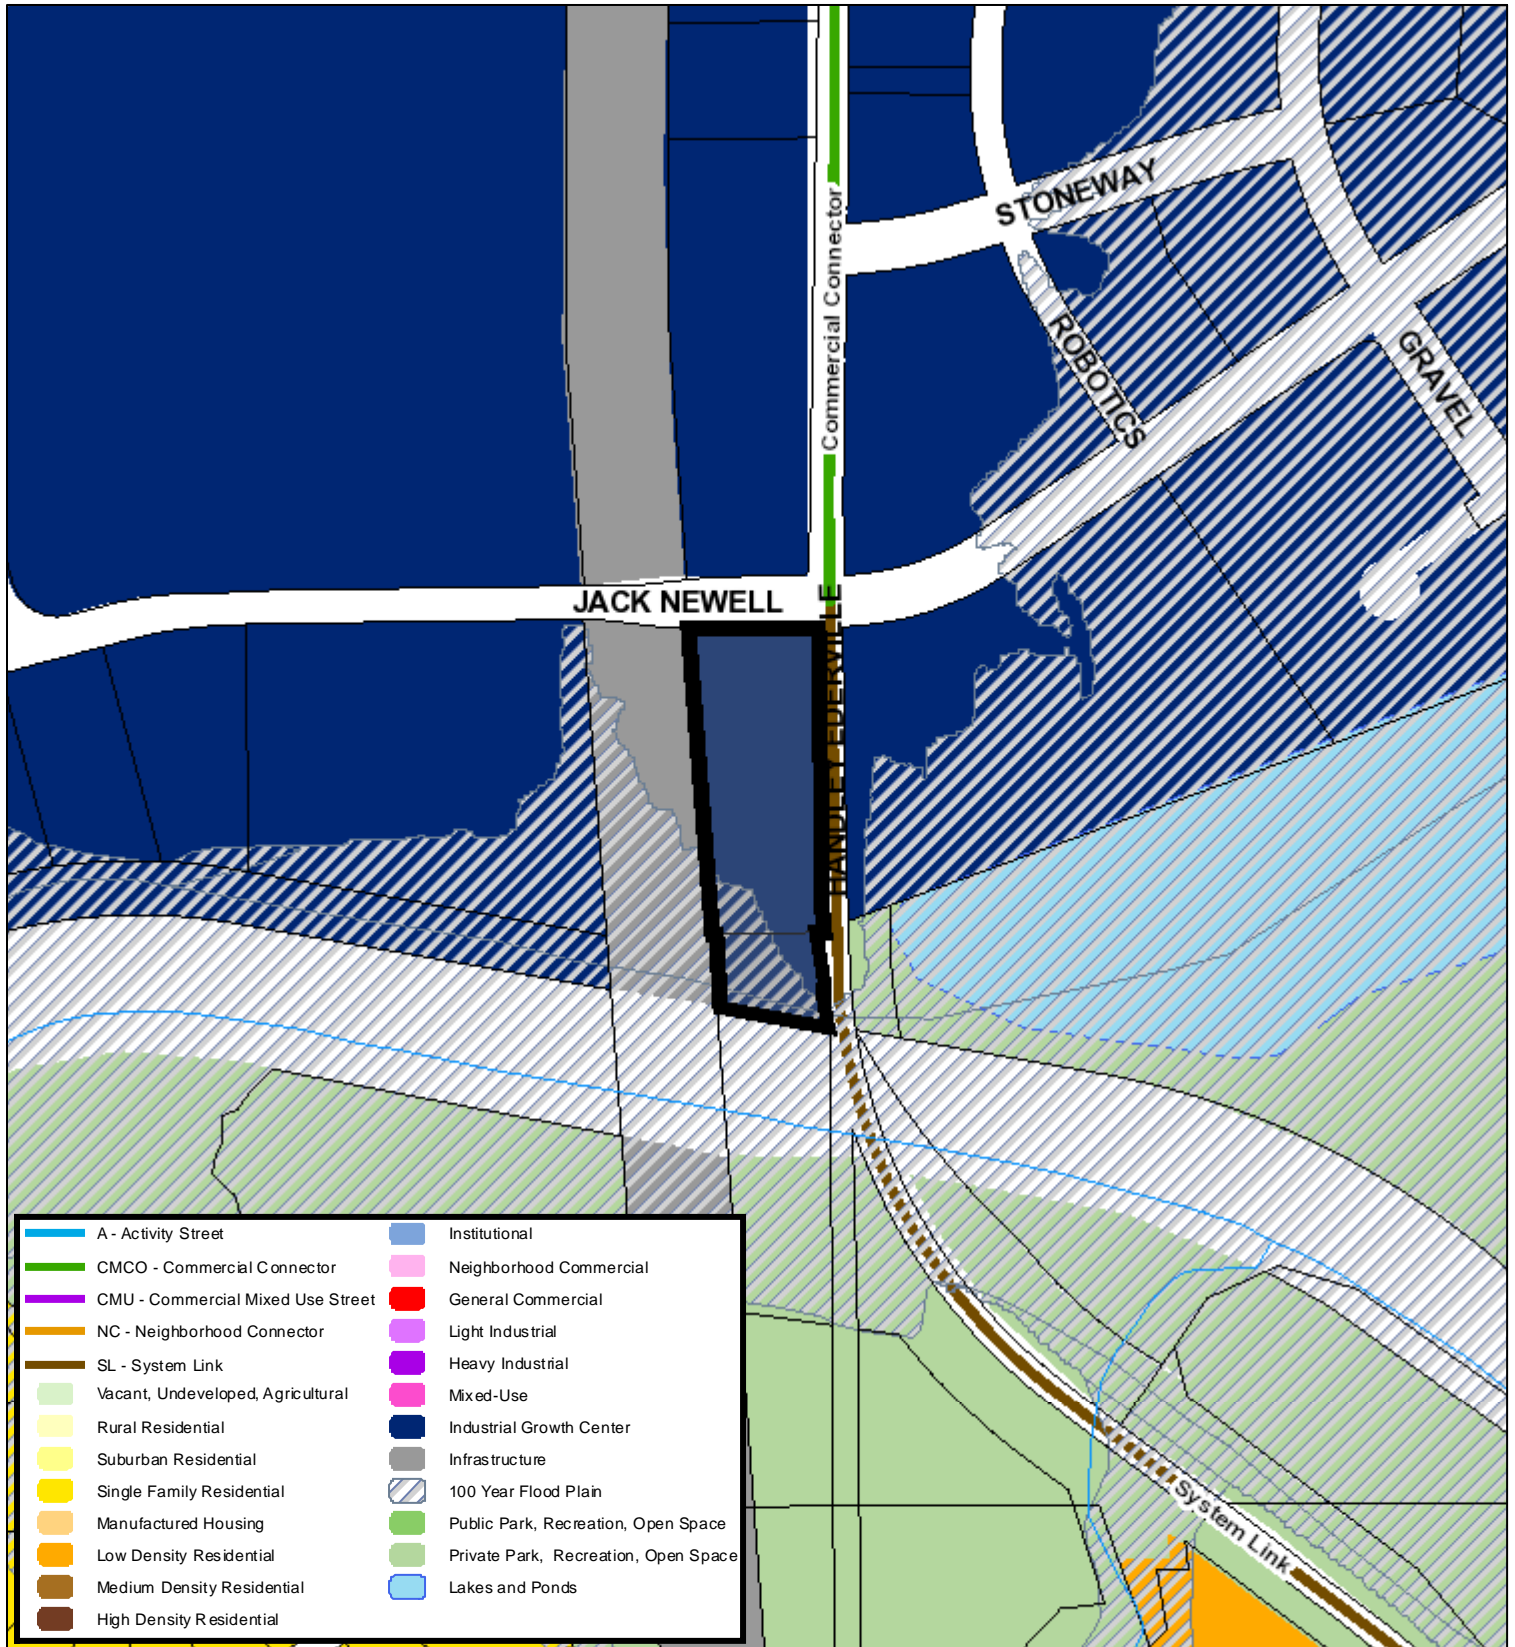 STONEWAY
Commercial Connector
ROBOTICS
GRAVEL
JACK NEWELL
HANDLEY EDERVILLE
System Link
A - Activity Street
CMCO - Commercial Connector
CMU - Commercial Mixed Use Street
NC - Neighborhood Connector
SL - System Link
Vacant, Undeveloped, Agricultural
Rural Residential
Suburban Residential
Single Family Residential
Manufactured Housing
Low Density Residential
Medium Density Residential
High Density Residential
Institutional
Neighborhood Commercial
General Commercial
Light Industrial
Heavy Industrial
Mixed-Use
Industrial Growth Center
Infrastructure
100 Year Flood Plain
Public Park, Recreation, Open Space
Private Park, Recreation, Open Space
Lakes and Ponds